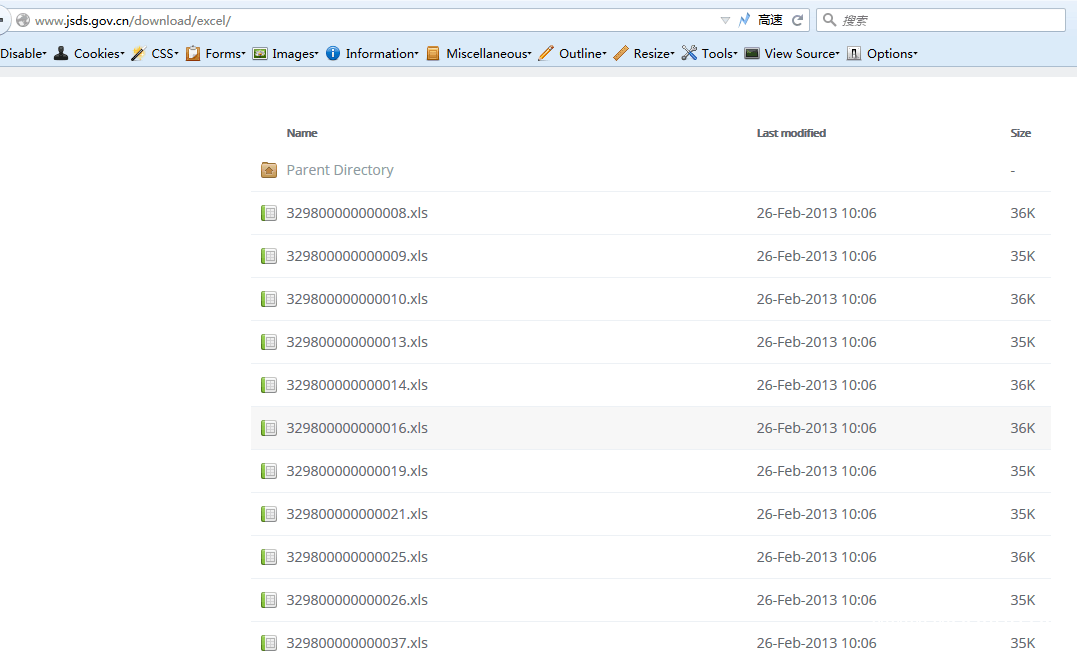 www.jsds.gov.cn/download/excel/ 高速 搜索
Disable Cookies CSS Forms Images Information Miscellaneous Outline Resize Tools View Source Options
Name Last modified Size
Parent Directory -
329800000000008.xls 26-Feb-2013 10:06 36K
329800000000009.xls 26-Feb-2013 10:06 35K
329800000000010.xls 26-Feb-2013 10:06 36K
329800000000013.xls 26-Feb-2013 10:06 35K
329800000000014.xls 26-Feb-2013 10:06 36K
329800000000016.xls 26-Feb-2013 10:06 36K
329800000000019.xls 26-Feb-2013 10:06 35K
329800000000021.xls 26-Feb-2013 10:06 35K
329800000000025.xls 26-Feb-2013 10:06 36K
329800000000026.xls 26-Feb-2013 10:06 35K
329800000000037.xls 26-Feb-2013 10:06 35K